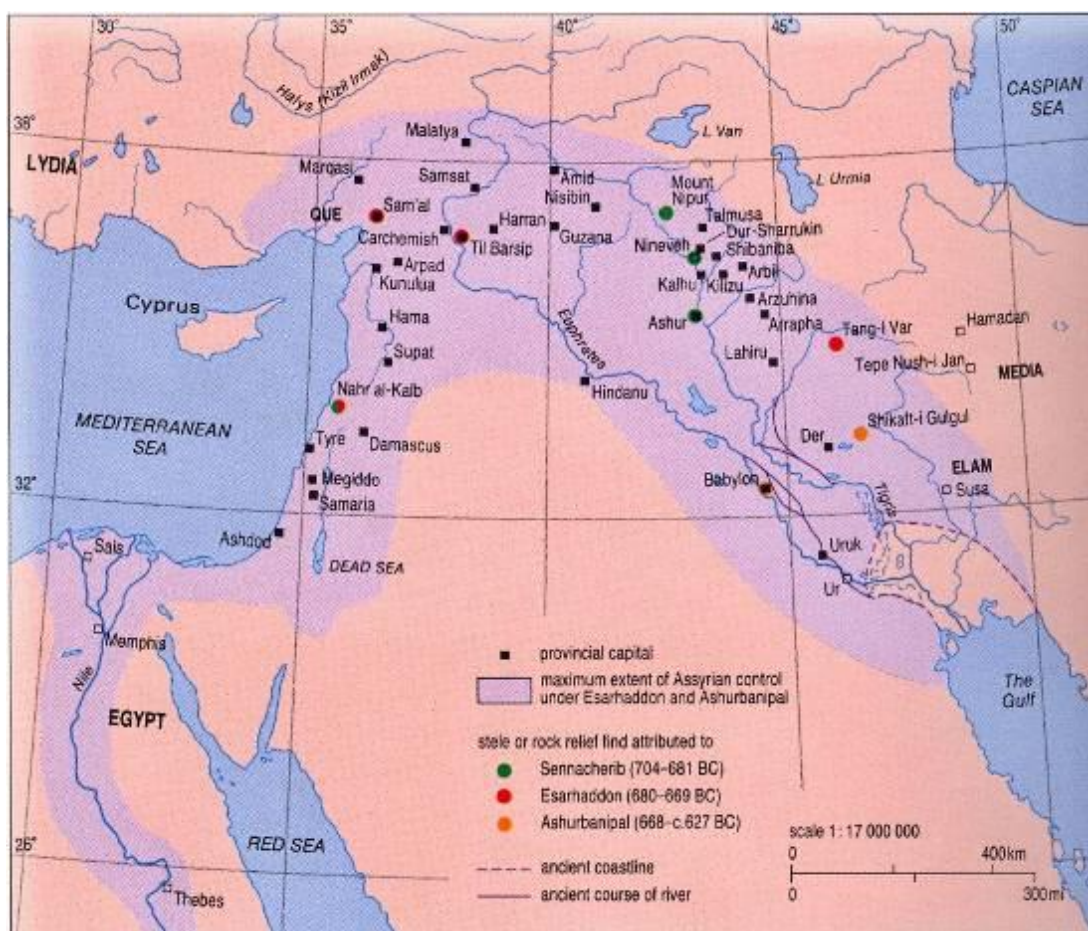 30°
35°
40°
45°
50°
Halys (Kizil Irmak)
CASPIAN
SEA
38°
LYDIA
Malatya
L Van
L Urmia
Marqasi
Samsat
Amid
Nisibin
Mount
Nipur
QUE
Sam'al
Harran
Talmusa
Dur-Sharrukin
Carchemish
Til Barsip
Guzana
Nineveh
Shibaniba
Arpad
Kunulua
Kalhu
Kilizu
Arbil
Cyprus
Arzuhina
Hama
Euphrates
Ashur
Arrapha
Tang-i Var
Hamadan
Supat
Lahiru
Tepe Nush-i Jan
MEDIA
Nahr al-Kalb
Hindanu
MEDITERRANEAN
SEA
Shikaft-i Gulgul
Tyre
Damascus
Der
Megiddo
ELAM
32°
Samaria
Babylon
Tigris
Susa
Ashdod
Sais
DEAD SEA
Uruk
Ur
Memphis
Nile
provincial capital
maximum extent of Assyrian control
under Esarhaddon and Ashurbanipal
The
Gulf
EGYPT
stele or rock relief find attributed to
Sennacherib (704–681 BC)
Esarhaddon (680–669 BC)
Ashurbanipal (668–c.627 BC)
RED SEA
scale 1: 17 000 000
26°
0 400km
0 300mi
ancient coastline
ancient course of river
Thebes